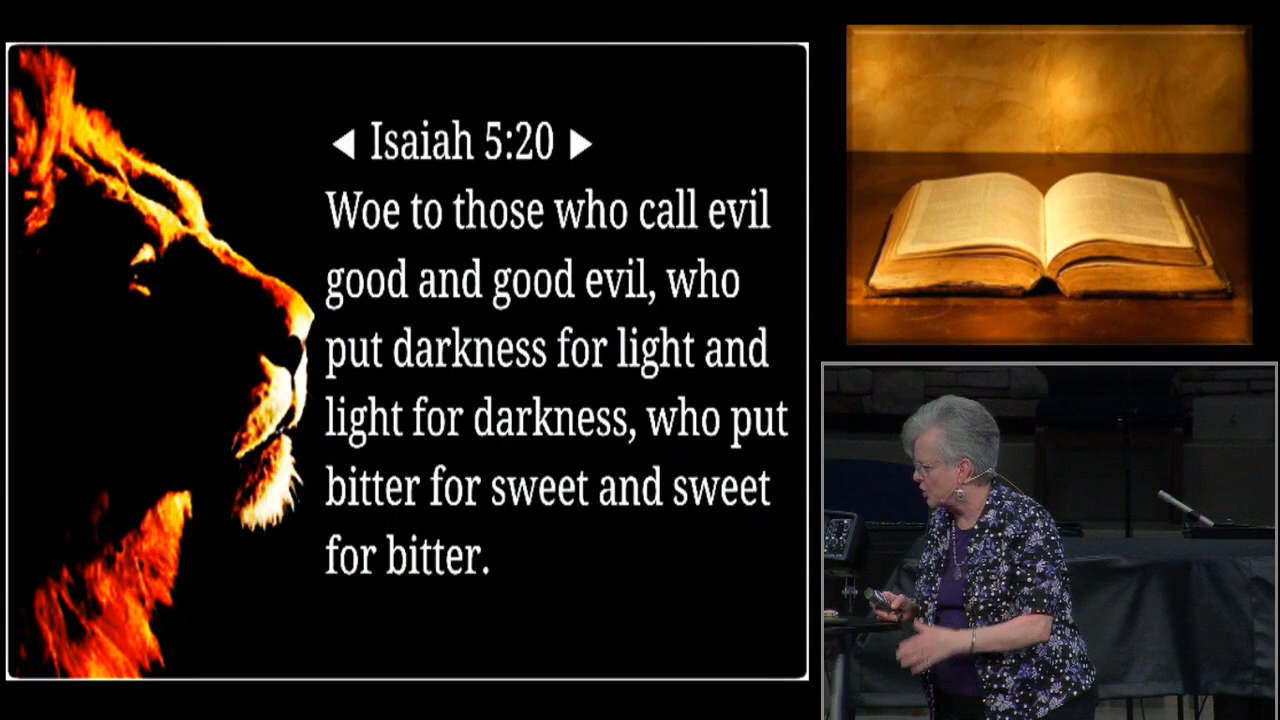 ◄ Isaiah 5:20 ►
Woe to those who call evil
good and good evil, who
put darkness for light and
light for darkness, who put
bitter for sweet and sweet
for bitter.